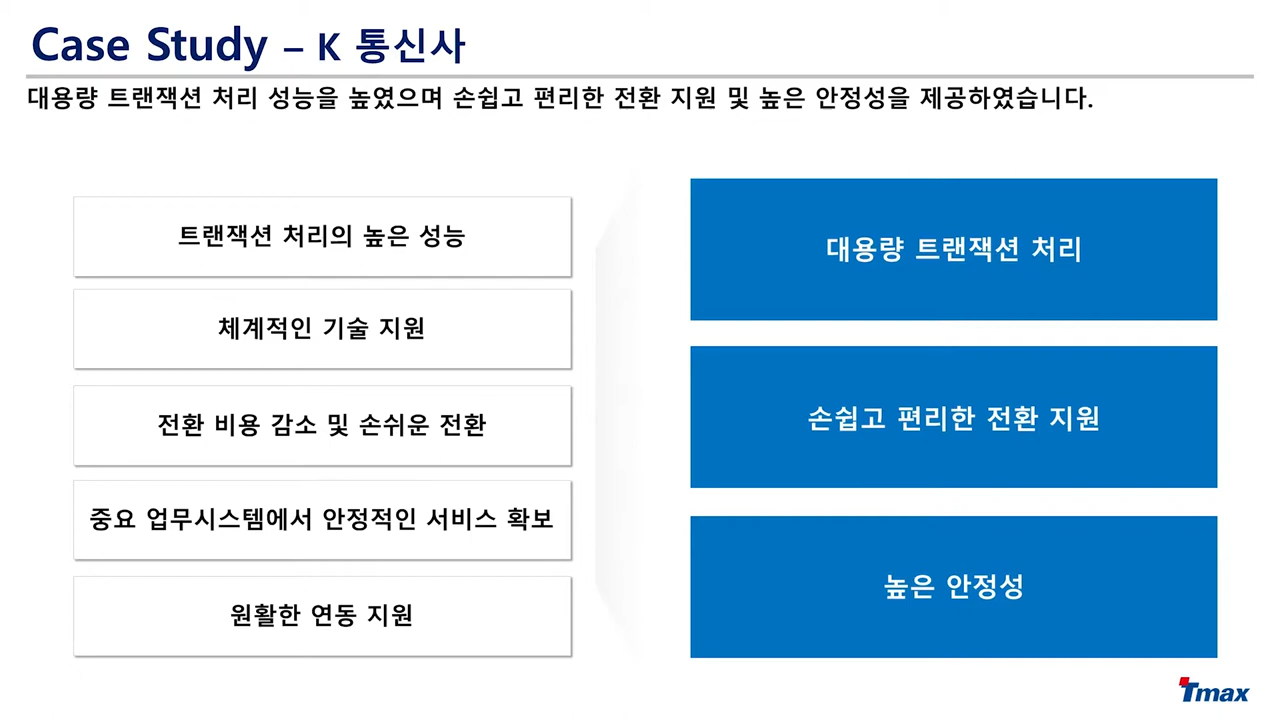 Case Study – K 통신사
대용량 트랜잭션 처리 성능을 높였으며 손쉽고 편리한 전환 지원 및 높은 안정성을 제공하였습니다.
트랜잭션 처리의 높은 성능
체계적인 기술 지원
전환 비용 감소 및 손쉬운 전환
중요 업무시스템에서 안정적인 서비스 확보
원활한 연동 지원
대용량 트랜잭션 처리
손쉽고 편리한 전환 지원
높은 안정성
Tmax